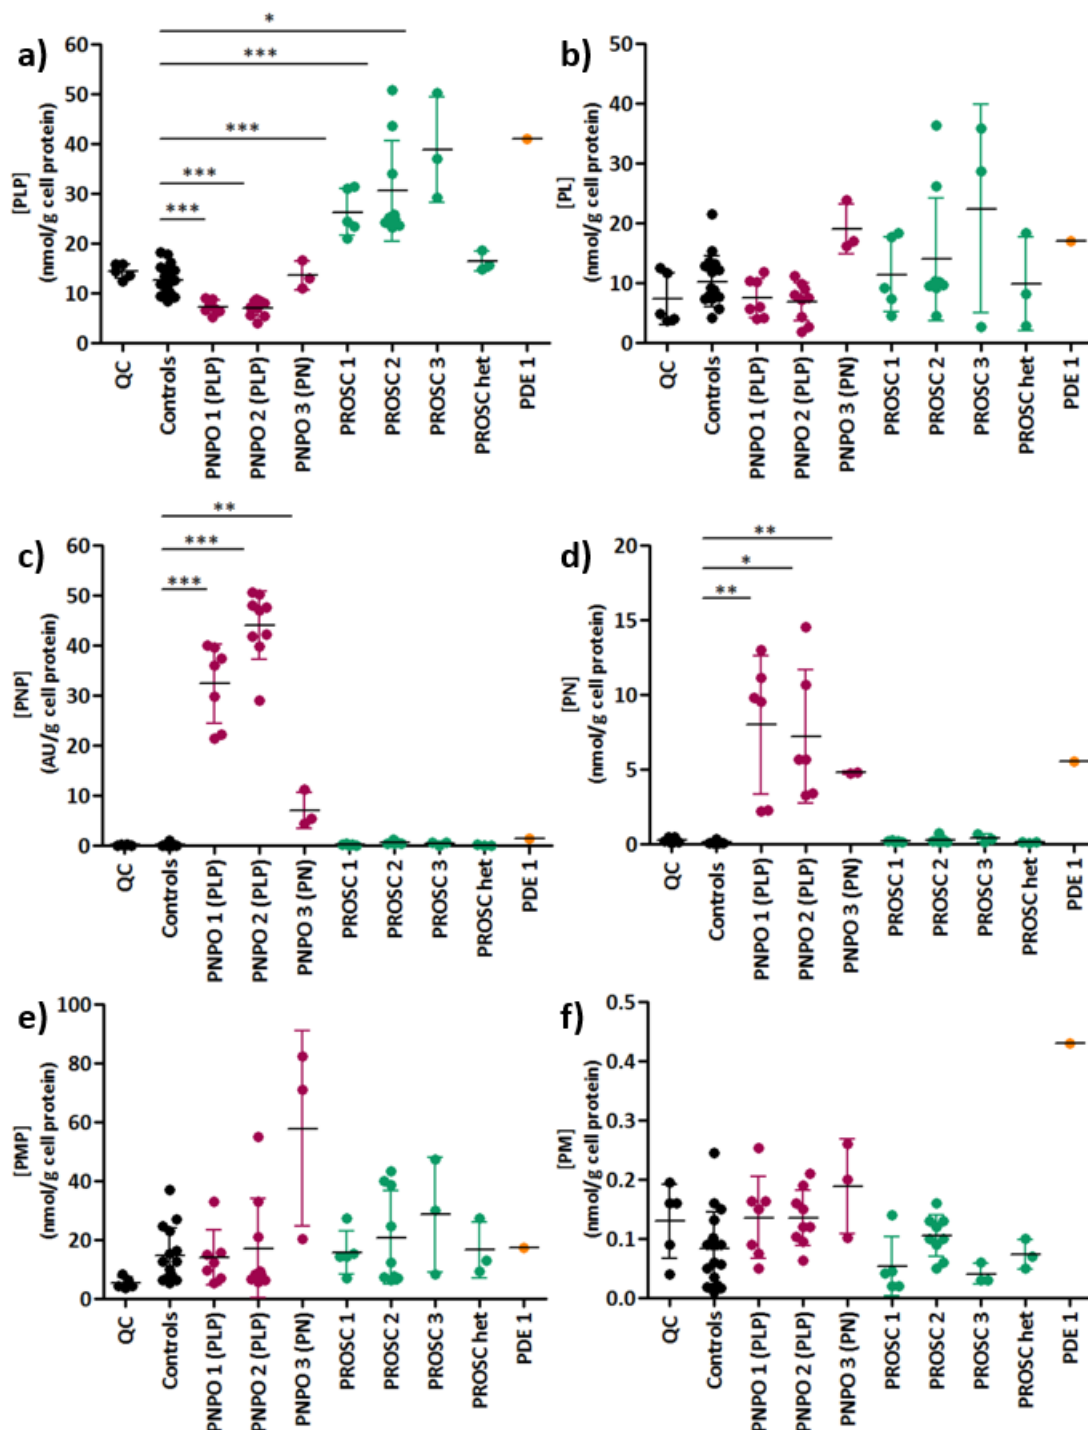 a)
*
***
***
***
***
[PLP]
(nmol/g cell protein)
60
50
40
30
20
10
0
QC
Controls
PNPO 1 (PLP)
PNPO 2 (PLP)
PNPO 3 (PN)
PROSC 1
PROSC 2
PROSC 3
PROSC het
PDE 1
b)
[PL]
(nmol/g cell protein)
50
40
30
20
10
0
QC
Controls
PNPO 1 (PLP)
PNPO 2 (PLP)
PNPO 3 (PN)
PROSC 1
PROSC 2
PROSC 3
PROSC het
PDE 1
c)
**
***
***
[PNP]
(AU/g cell protein)
60
50
40
30
20
10
0
QC
Controls
PNPO 1 (PLP)
PNPO 2 (PLP)
PNPO 3 (PN)
PROSC 1
PROSC 2
PROSC 3
PROSC het
PDE 1
d)
**
*
**
[PN]
(nmol/g cell protein)
20
15
10
5
0
QC
Controls
PNPO 1 (PLP)
PNPO 2 (PLP)
PNPO 3 (PN)
PROSC 1
PROSC 2
PROSC 3
PROSC het
PDE 1
e)
[PMP]
(nmol/g cell protein)
100
80
60
40
20
0
QC
Controls
PNPO 1 (PLP)
PNPO 2 (PLP)
PNPO 3 (PN)
PROSC 1
PROSC 2
PROSC 3
PROSC het
PDE 1
f)
[PM]
(nmol/g cell protein)
0.5
0.4
0.3
0.2
0.1
0.0
QC
Controls
PNPO 1 (PLP)
PNPO 2 (PLP)
PNPO 3 (PN)
PROSC 1
PROSC 2
PROSC 3
PROSC het
PDE 1